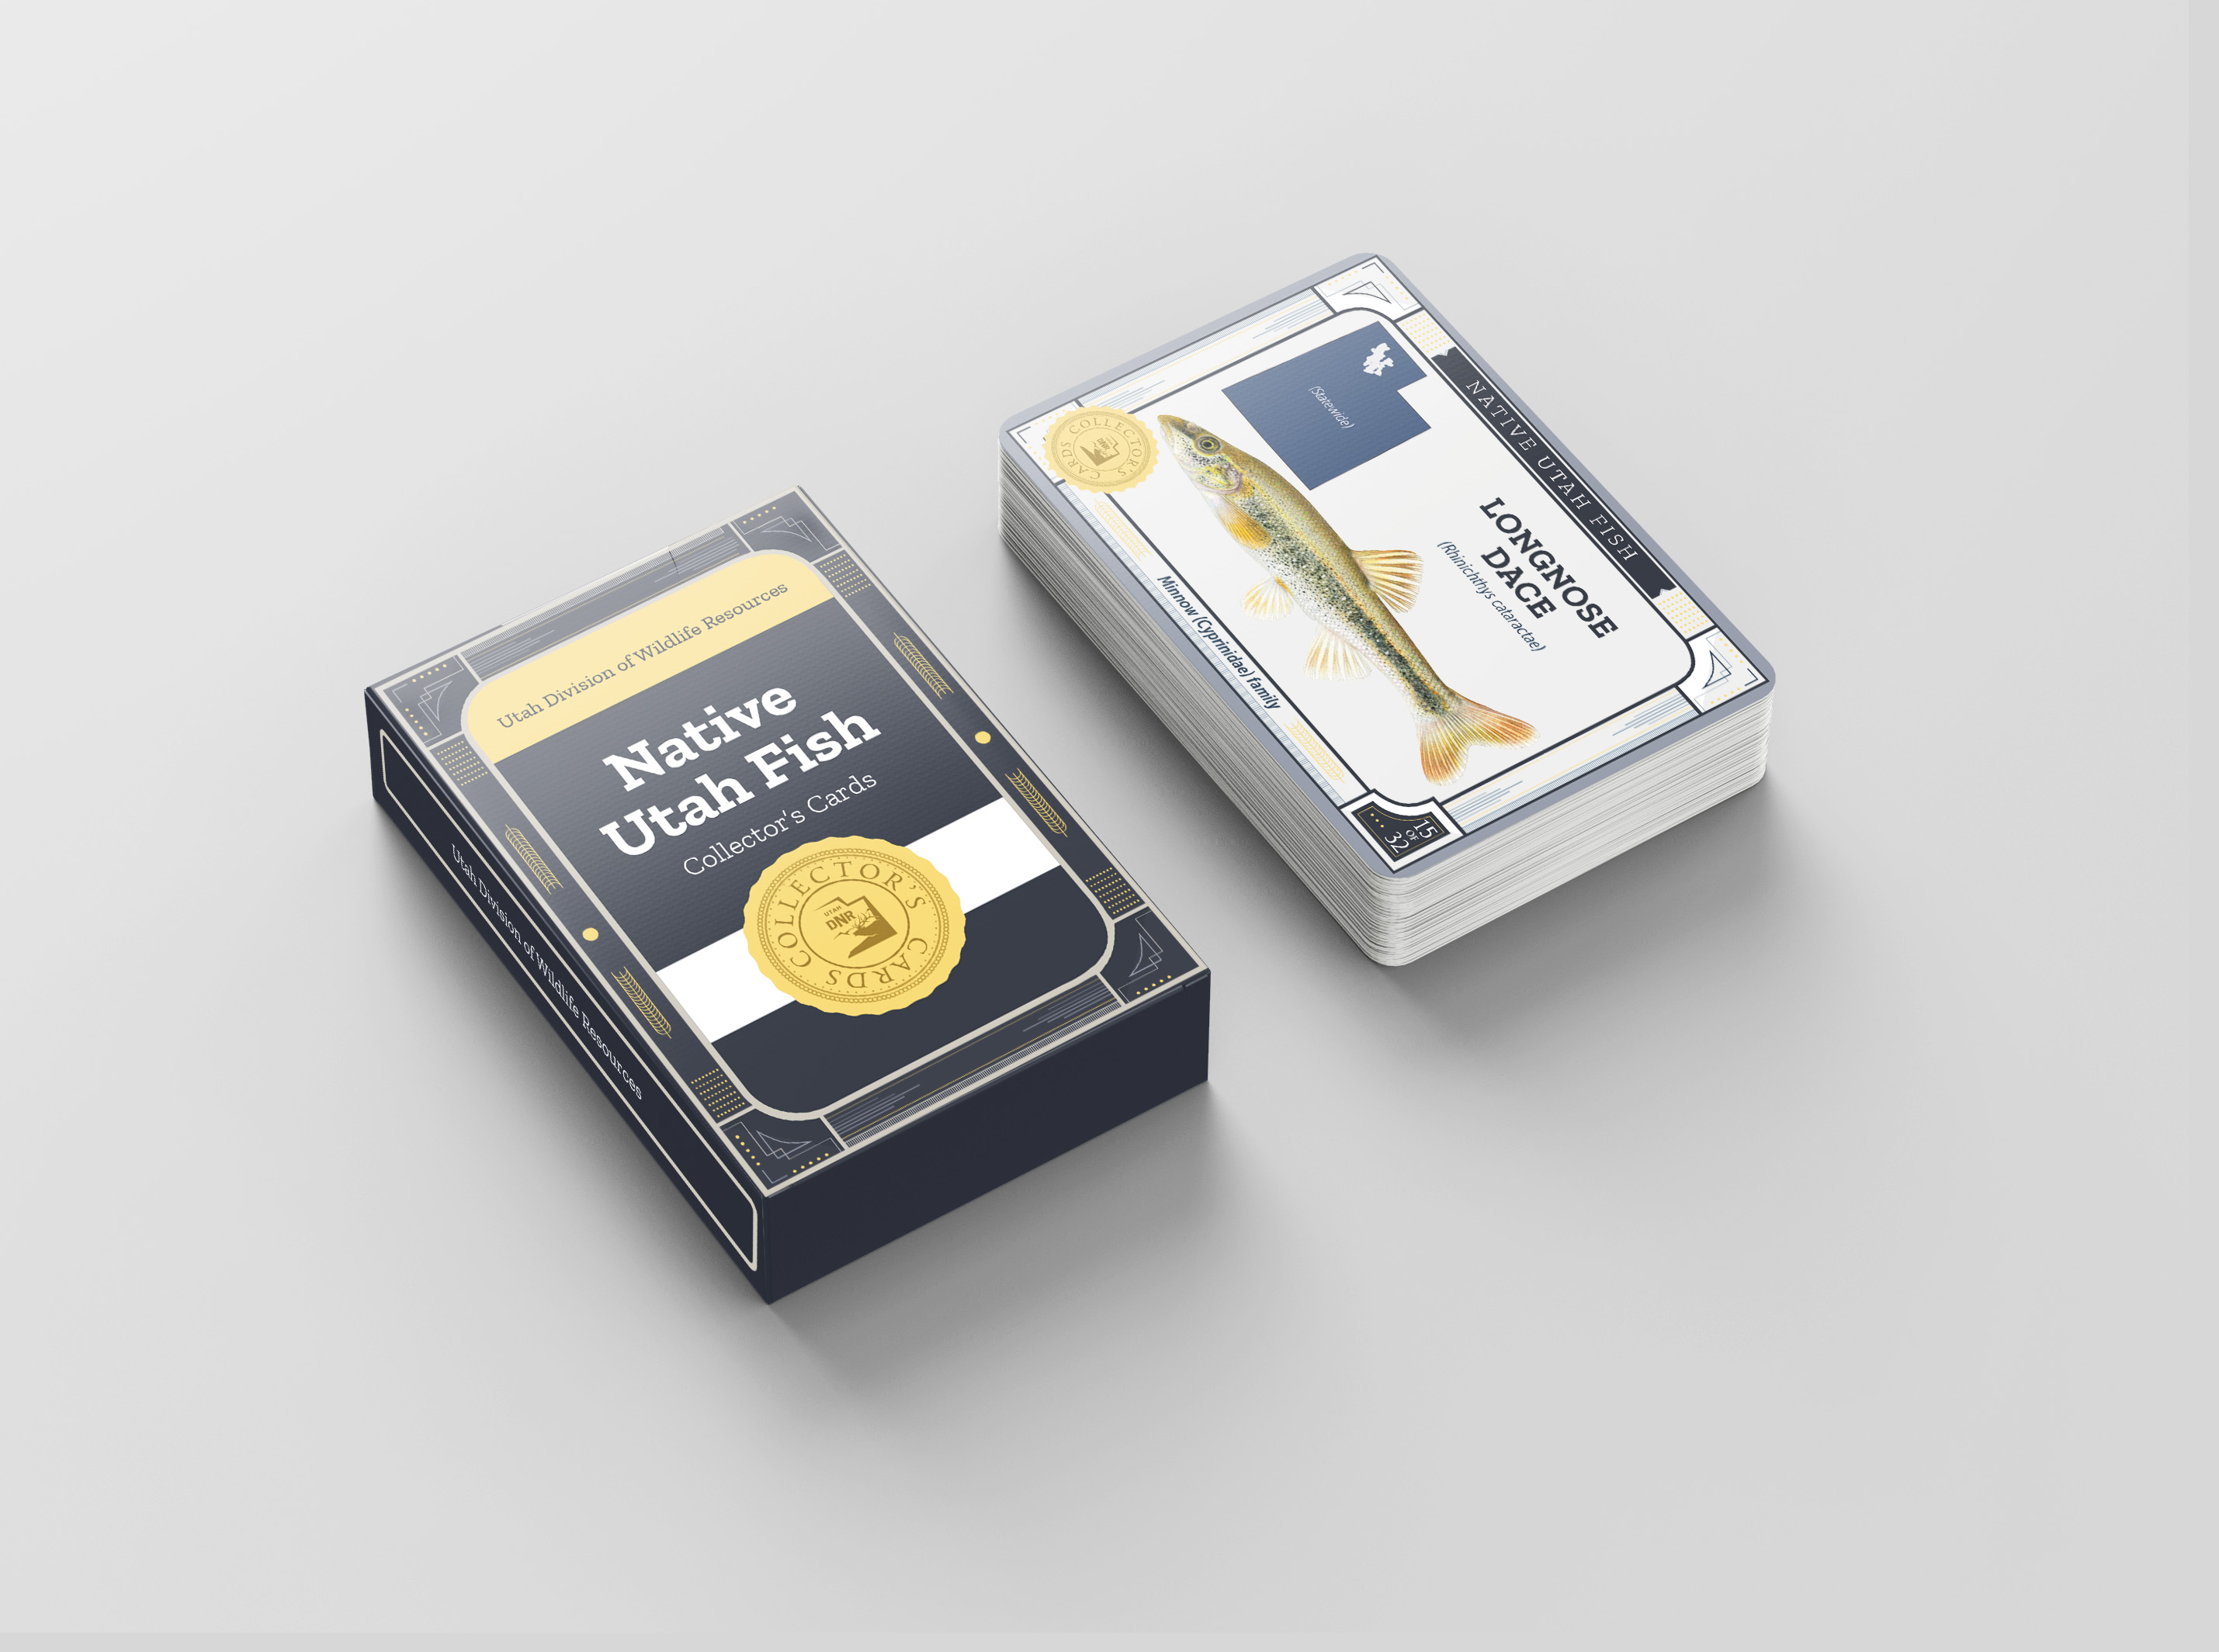 Utah Division of Wildlife Resources
Native
Utah Fish
Collector's Cards
COLLECTOR'S CARDS
UTAH
DNR
Utah Division of Wildlife Resources
NATIVE UTAH FISH
LONGNOSE
DACE
(Rhinichthys cataractae)
(Statewide)
COLLECTOR'S CARDS
Minnow (Cyprinidae) family
15
OF
32